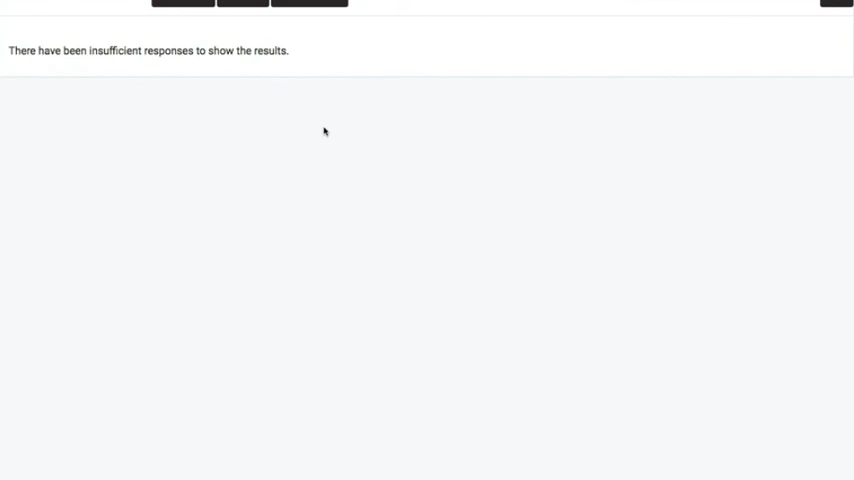 There have been insufficient responses to show the results.